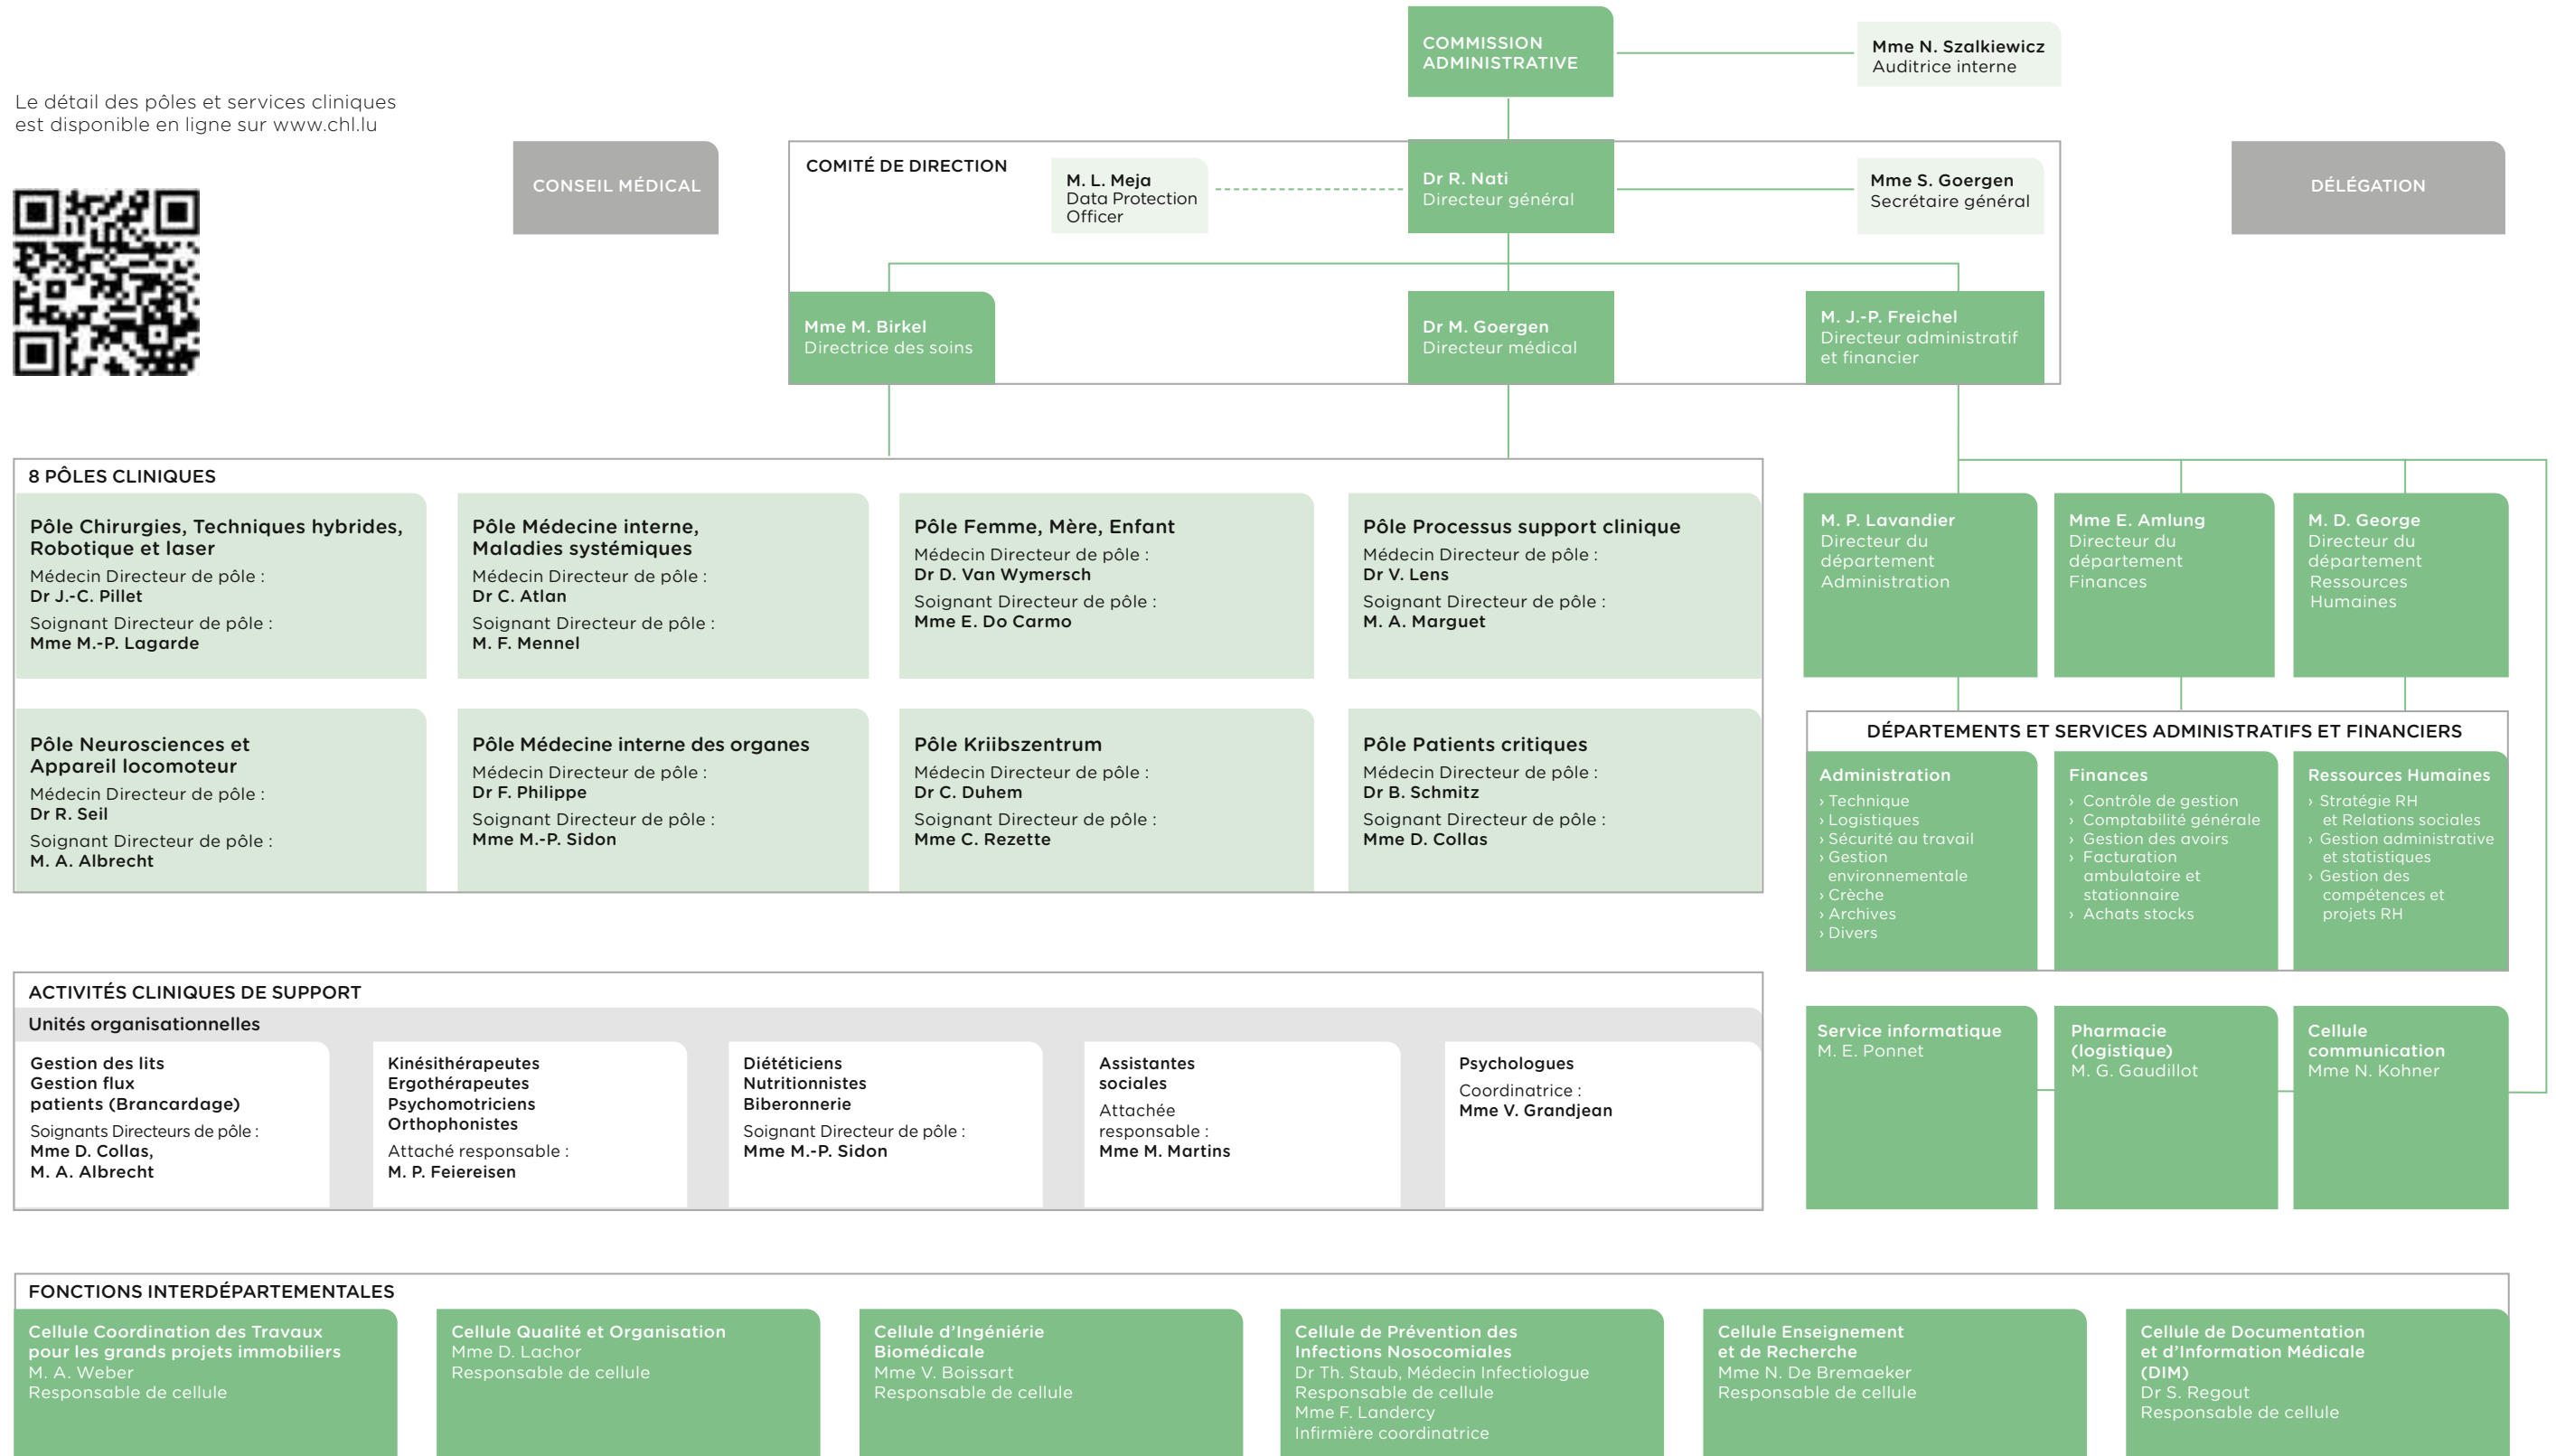 COMMISSION
ADMINISTRATIVE
Mme N. Szalkiewicz
Auditrice interne
Le détail des pôles et services cliniques
est disponible en ligne sur www.chl.lu
CONSEIL MÉDICAL
COMITÉ DE DIRECTION
M. L. Meja
Data Protection
Officer
Dr R. Nati
Directeur général
Mme S. Goergen
Secrétaire général
DÉLÉGATION
Mme M. Birkel
Directrice des soins
Dr M. Goergen
Directeur médical
M. J.-P. Freichel
Directeur administratif
et financier
8 PÔLES CLINIQUES
Pôle Chirurgies, Techniques hybrides,
Robotique et laser
Médecin Directeur de pôle :
Dr J.-C. Pillet
Soignant Directeur de pôle :
Mme M.-P. Lagarde
Pôle Médecine interne,
Maladies systémiques
Médecin Directeur de pôle :
Dr C. Atlan
Soignant Directeur de pôle :
M. F. Mennel
Pôle Femme, Mère, Enfant
Médecin Directeur de pôle :
Dr D. Van Wymersch
Soignant Directeur de pôle :
Mme E. Do Carmo
Pôle Processus support clinique
Médecin Directeur de pôle :
Dr V. Lens
Soignant Directeur de pôle :
M. A. Marguet
M. P. Lavandier
Directeur du
département
Administration
Mme E. Amlung
Directeur du
département
Finances
M. D. George
Directeur du
département
Ressources
Humaines
Pôle Neurosciences et
Appareil locomoteur
Médecin Directeur de pôle :
Dr R. Seil
Soignant Directeur de pôle :
M. A. Albrecht
Pôle Médecine interne des organes
Médecin Directeur de pôle :
Dr F. Philippe
Soignant Directeur de pôle :
Mme M.-P. Sidon
Pôle Kriibszentrum
Médecin Directeur de pôle :
Dr C. Duhem
Soignant Directeur de pôle :
Mme C. Rezette
Pôle Patients critiques
Médecin Directeur de pôle :
Dr B. Schmitz
Soignant Directeur de pôle :
Mme D. Collas
DÉPARTEMENTS ET SERVICES ADMINISTRATIFS ET FINANCIERS
Administration
› Technique
› Logistiques
› Sécurité au travail
› Gestion
environnementale
› Crèche
› Archives
› Divers
Finances
› Contrôle de gestion
› Comptabilité générale
› Gestion des avoirs
› Facturation
ambulatoire et
stationnaire
› Achats stocks
Ressources Humaines
› Stratégie RH
et Relations sociales
› Gestion administrative
et statistiques
› Gestion des
compétences et
projets RH
ACTIVITÉS CLINIQUES DE SUPPORT
Unités organisationnelles
Gestion des lits
Gestion flux
patients (Brancardage)
Soignants Directeurs de pôle :
Mme D. Collas,
M. A. Albrecht
Kinésithérapeutes
Ergothérapeutes
Psychomotriciens
Orthophonistes
Attaché responsable :
M. P. Feiereisen
Diététiciens
Nutritionnistes
Biberonnerie
Soignant Directeur de pôle :
Mme M.-P. Sidon
Assistantes
sociales
Attachée
responsable :
Mme M. Martins
Psychologues
Coordinatrice :
Mme V. Grandjean
Service informatique
M. E. Ponnet
Pharmacie
(logistique)
M. G. Gaudillot
Cellule
communication
Mme N. Kohner
FONCTIONS INTERDÉPARTEMENTALES
Cellule Coordination des Travaux
pour les grands projets immobiliers
M. A. Weber
Responsable de cellule
Cellule Qualité et Organisation
Mme D. Lachor
Responsable de cellule
Cellule d’Ingéniérie
Biomédicale
Mme V. Boissart
Responsable de cellule
Cellule de Prévention des
Infections Nosocomiales
Dr Th. Staub, Médecin Infectiologue
Responsable de cellule
Mme F. Landercy
Infirmière coordinatrice
Cellule Enseignement
et de Recherche
Mme N. De Bremaeker
Responsable de cellule
Cellule de Documentation
et d’Information Médicale
(DIM)
Dr S. Regout
Responsable de cellule